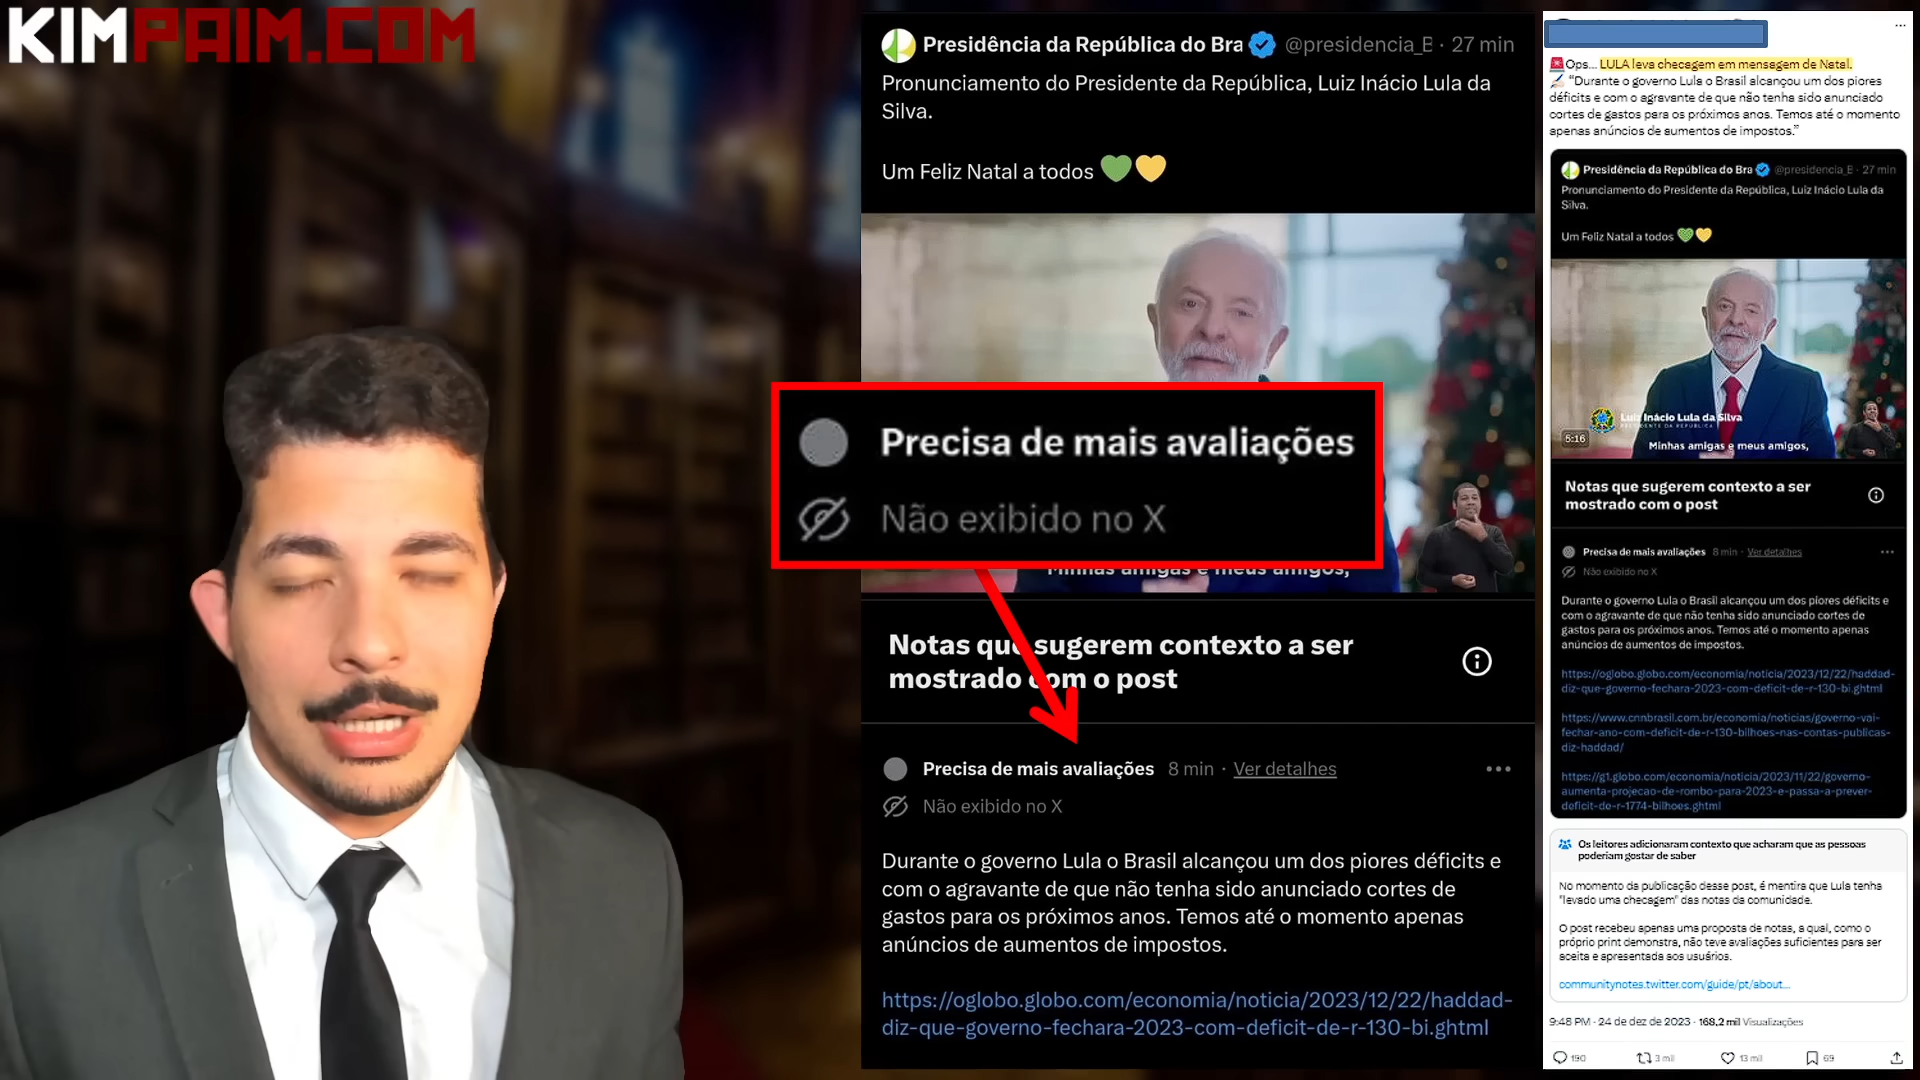 KIMPAIM.COM
Presidência da República do Bra @presidencia_B · 27 min
Pronunciamento do Presidente da República, Luiz Inácio Lula da
Silva.
Um Feliz Natal a todos 💚💛
Precisa de mais avaliações
Não exibido no X
Minhas amigas e meus amigos,
Notas que sugerem contexto a ser
mostrado com o post
Precisa de mais avaliações 8 min · Ver detalhes
Não exibido no X
Durante o governo Lula o Brasil alcançou um dos piores déficits e
com o agravante de que não tenha sido anunciado cortes de
gastos para os próximos anos. Temos até o momento apenas
anúncios de aumentos de impostos.
https://oglobo.globo.com/economia/noticia/2023/12/22/haddad-
diz-que-governo-fechara-2023-com-deficit-de-r-130-bi.ghtml
🚨Ops... LULA leva checagem em mensagem de Natal.
✍🏻 "Durante o governo Lula o Brasil alcançou um dos piores
déficits e com o agravante de que não tenha sido anunciado
cortes de gastos para os próximos anos. Temos até o momento
apenas anúncios de aumentos de impostos."
Presidência da República do Bra @presidencia_B · 27 min
Pronunciamento do Presidente da República, Luiz Inácio Lula da
Silva.
Um Feliz Natal a todos 💚💛
Luiz Inácio Lula da Silva
PRESIDENTE DA REPÚBLICA
5:16
Minhas amigas e meus amigos,
Notas que sugerem contexto a ser
mostrado com o post
Precisa de mais avaliações 8 min · Ver detalhes
Não exibido no X
Durante o governo Lula o Brasil alcançou um dos piores déficits e
com o agravante de que não tenha sido anunciado cortes de
gastos para os próximos anos. Temos até o momento apenas
anúncios de aumentos de impostos.
https://oglobo.globo.com/economia/noticia/2023/12/22/haddad-
diz-que-governo-fechara-2023-com-deficit-de-r-130-bi.ghtml
https://www.cnnbrasil.com.br/economia/noticias/governo-vai-
fechar-ano-com-deficit-de-r-130-bilhoes-nas-contas-publicas-
diz-haddad/
https://g1.globo.com/economia/noticia/2023/11/22/governo-
aumenta-projecao-de-rombo-para-2023-e-passa-a-prever-
deficit-de-r-1774-bilhoes.ghtml
Os leitores adicionaram contexto que acharam que as pessoas
poderiam gostar de saber
No momento da publicação desse post, é mentira que Lula tenha
"levado uma checagem" das notas da comunidade.
O post recebeu apenas uma proposta de notas, a qual, como o
próprio print demonstra, não teve avaliações suficientes para ser
aceita e apresentada aos usuários.
communitynotes.twitter.com/guide/pt/about...
9:48 PM · 24 de dez de 2023 · 168,2 mil Visualizações
190 3 mil 13 mil 69